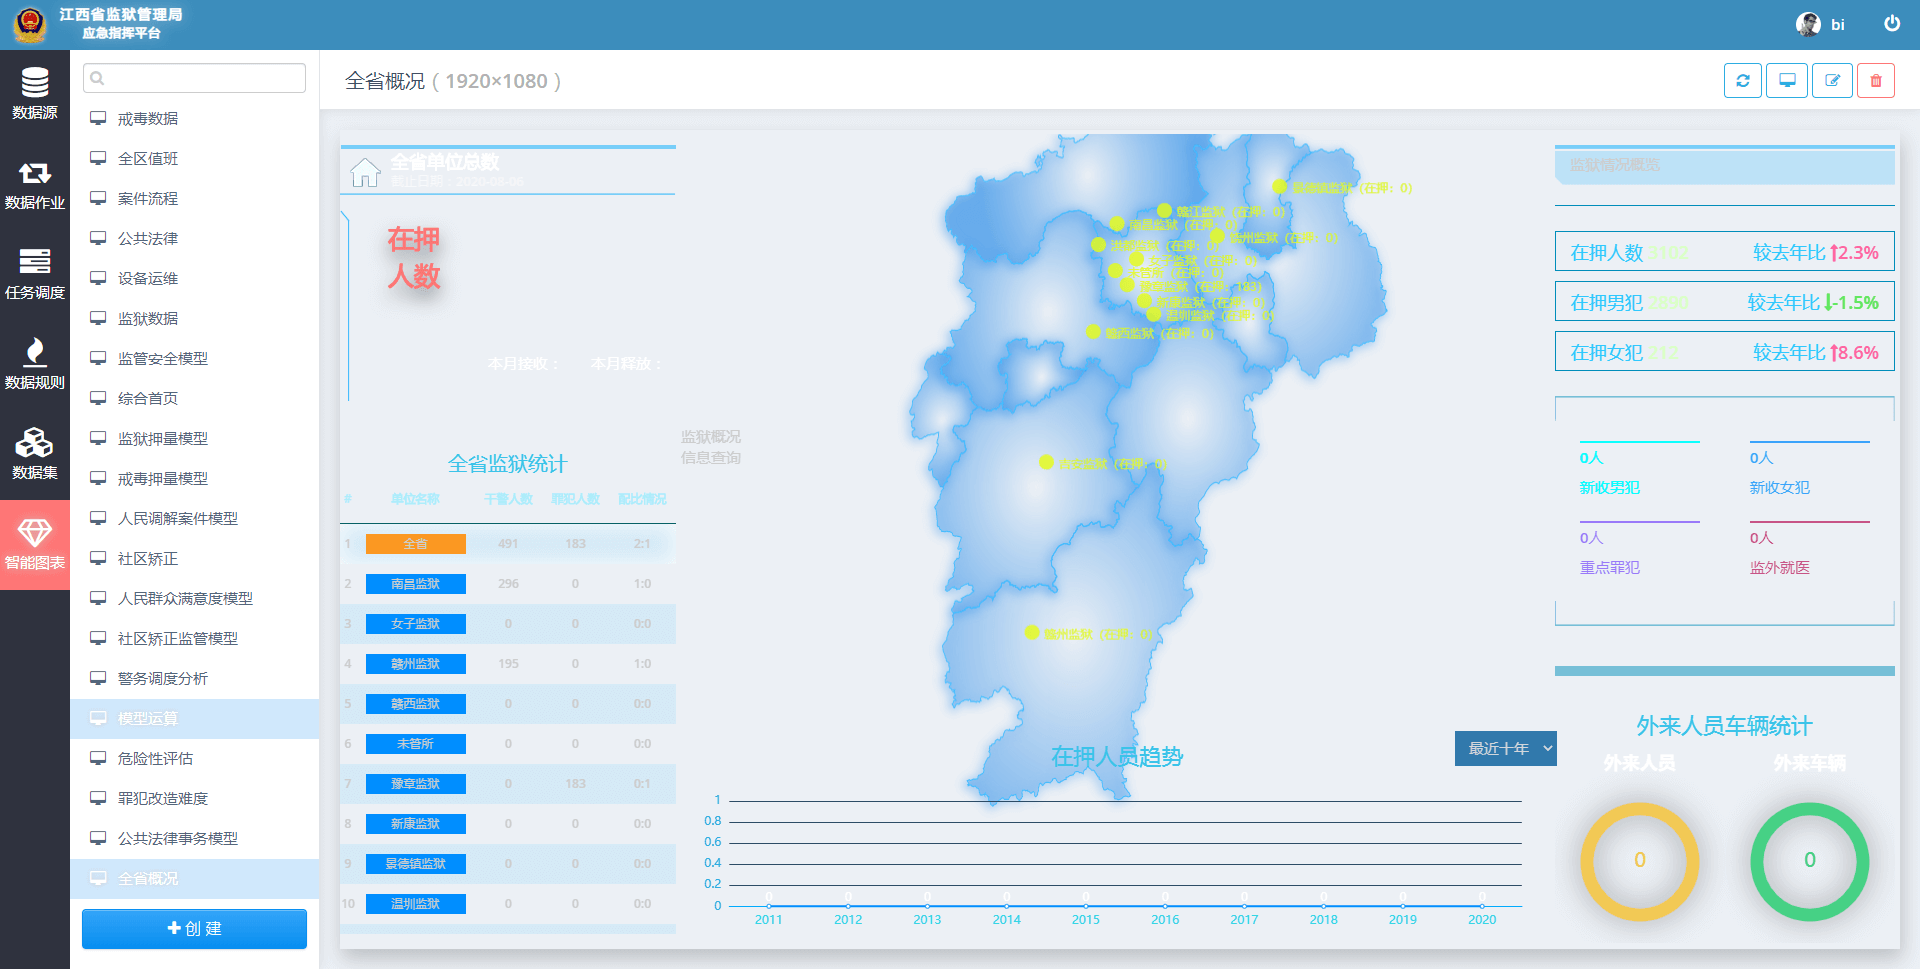 江西省监狱管理局
应急指挥平台
bi
数据源
数据作业
任务调度
数据规则
数据集
智能图表
戒毒数据
全区值班
案件流程
公共法律
设备运维
监狱数据
监管安全模型
综合首页
监狱押量模型
戒毒押量模型
人民调解案件模型
社区矫正
人民群众满意度模型
社区矫正监管模型
警务调度分析
模型运算
危险性评估
罪犯改造难度
公共法律事务模型
全省概况
创 建
全省概况 ( 1920×1080 )
全省单位总数
截止日期：2020-08-06
在押
人数
本月接收： 本月释放：
全省监狱统计
# 单位名称 干警人数 罪犯人数 配比情况
1 全省 491 183 2:1
2 南昌监狱 296 0 1:0
3 女子监狱 0 0 0:0
4 赣州监狱 195 0 1:0
5 赣西监狱 0 0 0:0
6 未管所 0 0 0:0
7 豫章监狱 0 183 0:1
8 新康监狱 0 0 0:0
9 景德镇监狱 0 0 0:0
10 温圳监狱 0 0 0:0
监狱概况
信息查询
景德镇监狱 (在押: 0)
赣江监狱 (在押: 0)
南昌监狱 (在押: 0)
饶州监狱 (在押: 0)
洪都监狱 (在押: 0)
女子监狱 (在押: 0)
未管所 (在押: 0)
豫章监狱 (在押: 183)
新康监狱 (在押: 0)
温圳监狱 (在押: 0)
赣西监狱 (在押: 0)
吉安监狱 (在押: 0)
赣州监狱 (在押: 0)
在押人员趋势
最近十年
1
0.8
0.6
0.4
0.2
0
0 0 0 0 0 0 0 0 0 0
2011 2012 2013 2014 2015 2016 2017 2018 2019 2020
监狱情况概览
在押人数 较去年比 2.3%
在押男犯 较去年比 -1.5%
在押女犯 较去年比 8.6%
0人 0人
新收男犯 新收女犯
0人 0人
重点罪犯 监外就医
外来人员车辆统计
外来人员 外来车辆
0 0